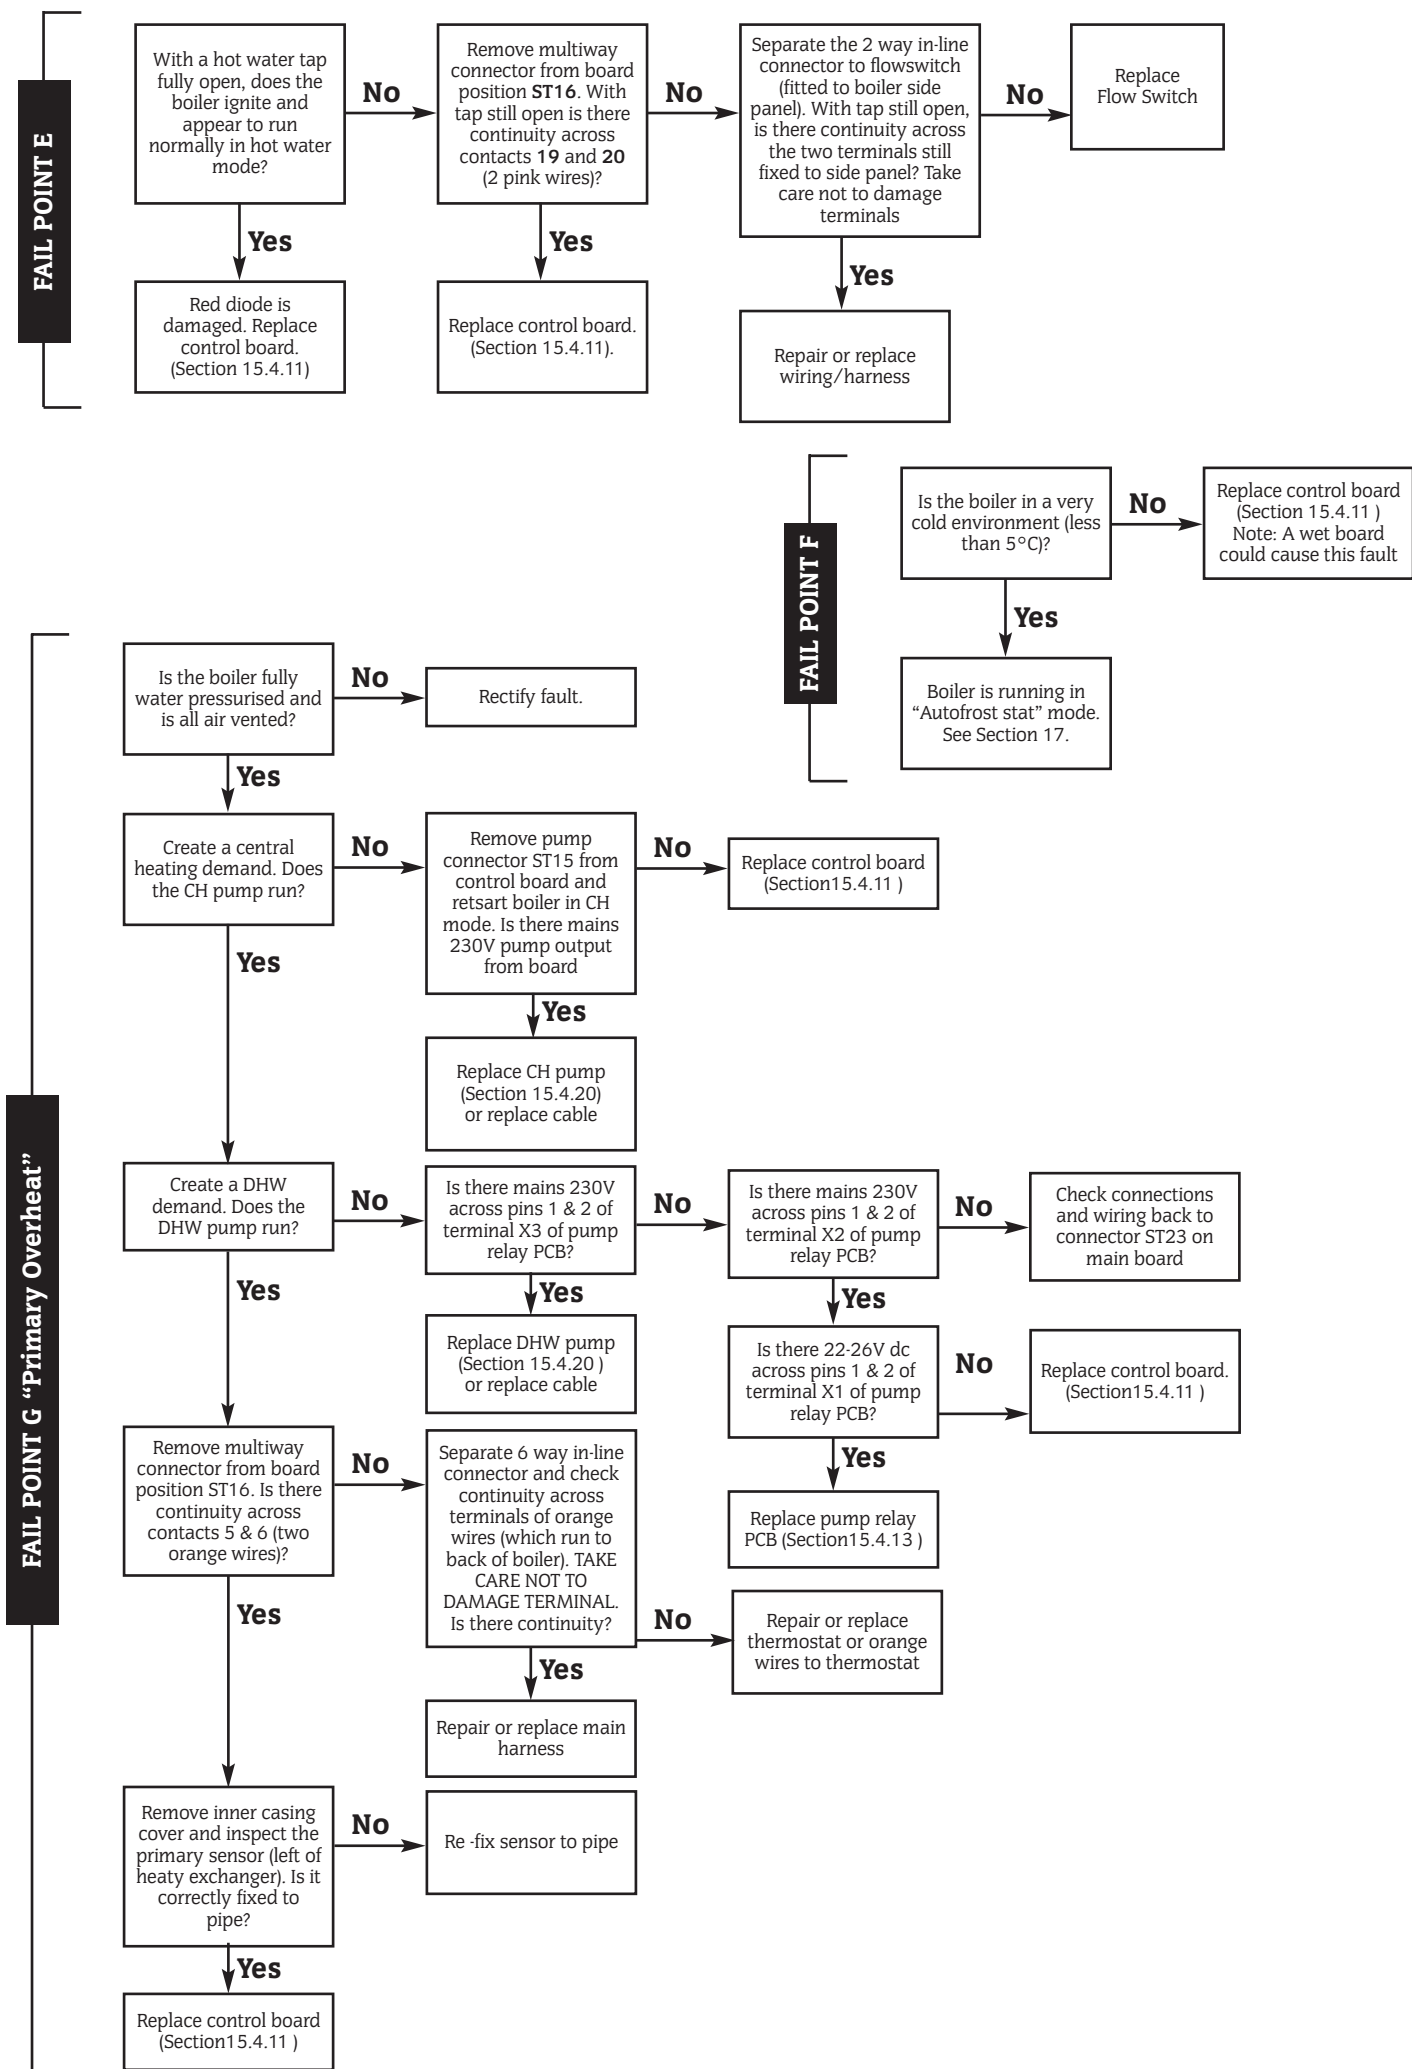 FAIL POINT E
With a hot water tap
fully open, does the
boiler ignite and
appear to run
normally in hot water
mode?
No
Remove multiway
connector from board
position ST16. With
tap still open is there
continuity across
contacts 19 and 20
(2 pink wires)?
No
Separate the 2 way in-line
connector to flowswitch
(fitted to boiler side
panel). With tap still open,
is there continuity across
the two terminals still
fixed to side panel? Take
care not to damage
terminals
No
Replace
Flow Switch
Yes
Red diode is
damaged. Replace
control board.
(Section 15.4.11)
Yes
Replace control board.
(Section 15.4.11).
Yes
Repair or replace
wiring/harness
FAIL POINT F
Is the boiler in a very
cold environment (less
than 5°C)?
No
Replace control board
(Section 15.4.11 )
Note: A wet board
could cause this fault
Yes
Boiler is running in
“Autofrost stat” mode.
See Section 17.
FAIL POINT G “Primary Overheat”
Is the boiler fully
water pressurised and
is all air vented?
No
Rectify fault.
Yes
Create a central
heating demand. Does
the CH pump run?
No
Remove pump
connector ST15 from
control board and
retsart boiler in CH
mode. Is there mains
230V pump output
from board
No
Replace control board
(Section15.4.11 )
Yes
Replace CH pump
(Section 15.4.20)
or replace cable
Yes
Create a DHW
demand. Does the
DHW pump run?
No
Is there mains 230V
across pins 1 & 2 of
terminal X3 of pump
relay PCB?
No
Is there mains 230V
across pins 1 & 2 of
terminal X2 of pump
relay PCB?
No
Check connections
and wiring back to
connector ST23 on
main board
Yes
Replace DHW pump
(Section 15.4.20 )
or replace cable
Yes
Is there 22-26V dc
across pins 1 & 2 of
terminal X1 of pump
relay PCB?
No
Replace control board.
(Section15.4.11 )
Yes
Replace pump relay
PCB (Section15.4.13 )
Yes
Remove multiway
connector from board
position ST16. Is there
continuity across
contacts 5 & 6 (two
orange wires)?
No
Separate 6 way in-line
connector and check
continuity across
terminals of orange
wires (which run to
back of boiler). TAKE
CARE NOT TO
DAMAGE TERMINAL.
Is there continuity?
No
Repair or replace
thermostat or orange
wires to thermostat
Yes
Repair or replace main
harness
Yes
Remove inner casing
cover and inspect the
primary sensor (left of
heaty exchanger). Is it
correctly fixed to
pipe?
No
Re -fix sensor to pipe
Yes
Replace control board
(Section15.4.11 )